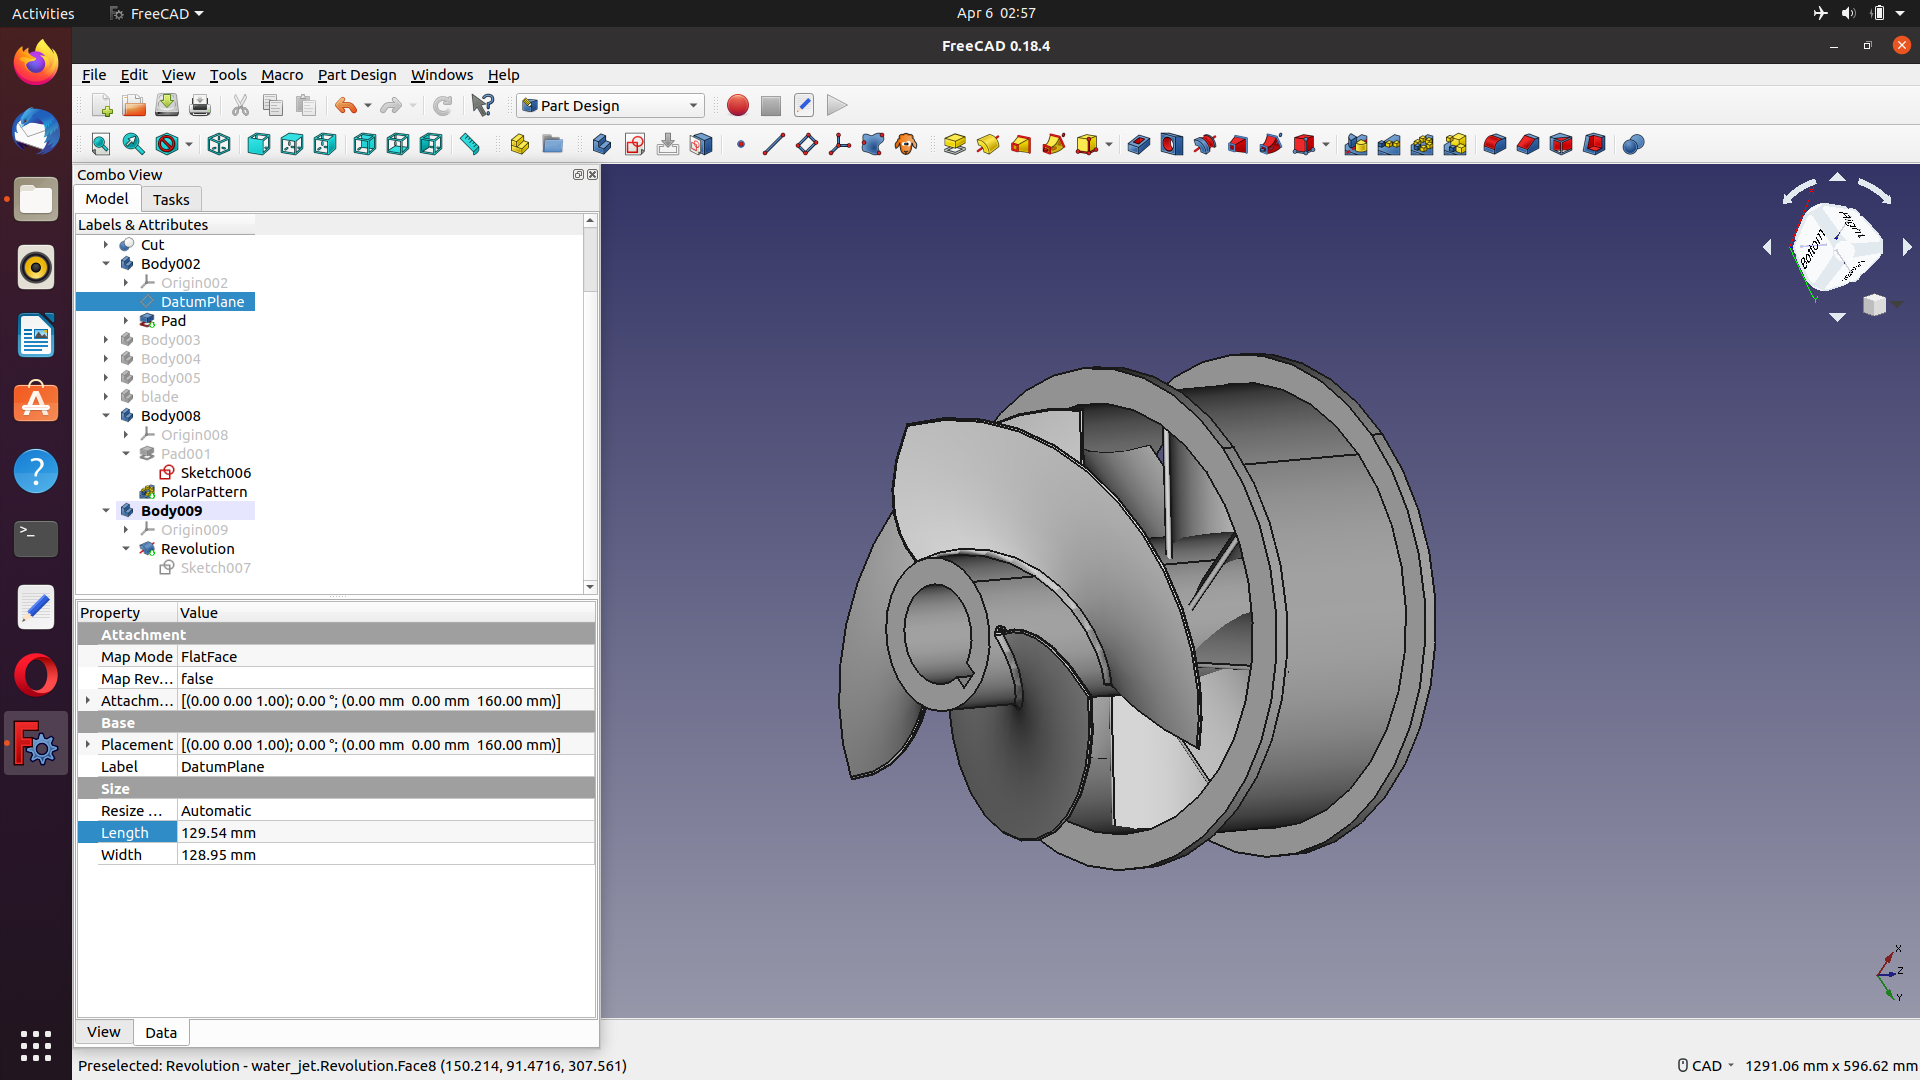 Activities FreeCAD Apr 6 02:57
FreeCAD 0.18.4
File Edit View Tools Macro Part Design Windows Help
Part Design
Combo View
Model Tasks
Labels & Attributes
Cut
Body002
Origin002
DatumPlane
Pad
Body003
Body004
Body005
blade
Body008
Origin008
Pad001
Sketch006
PolarPattern
Body009
Origin009
Revolution
Sketch007
Property Value
Attachment
Map Mode FlatFace
Map Rev... false
Attachm... [(0.00 0.00 1.00); 0.00 °; (0.00 mm 0.00 mm 160.00 mm)]
Base
Placement [(0.00 0.00 1.00); 0.00 °; (0.00 mm 0.00 mm 160.00 mm)]
Label DatumPlane
Size
Resize ... Automatic
Length 129.54 mm
Width 128.95 mm
View Data
Bottom
Right
X
Z
Y
Preselected: Revolution - water_jet.Revolution.Face8 (150.214, 91.4716, 307.561)
CAD 1291.06 mm x 596.62 mm